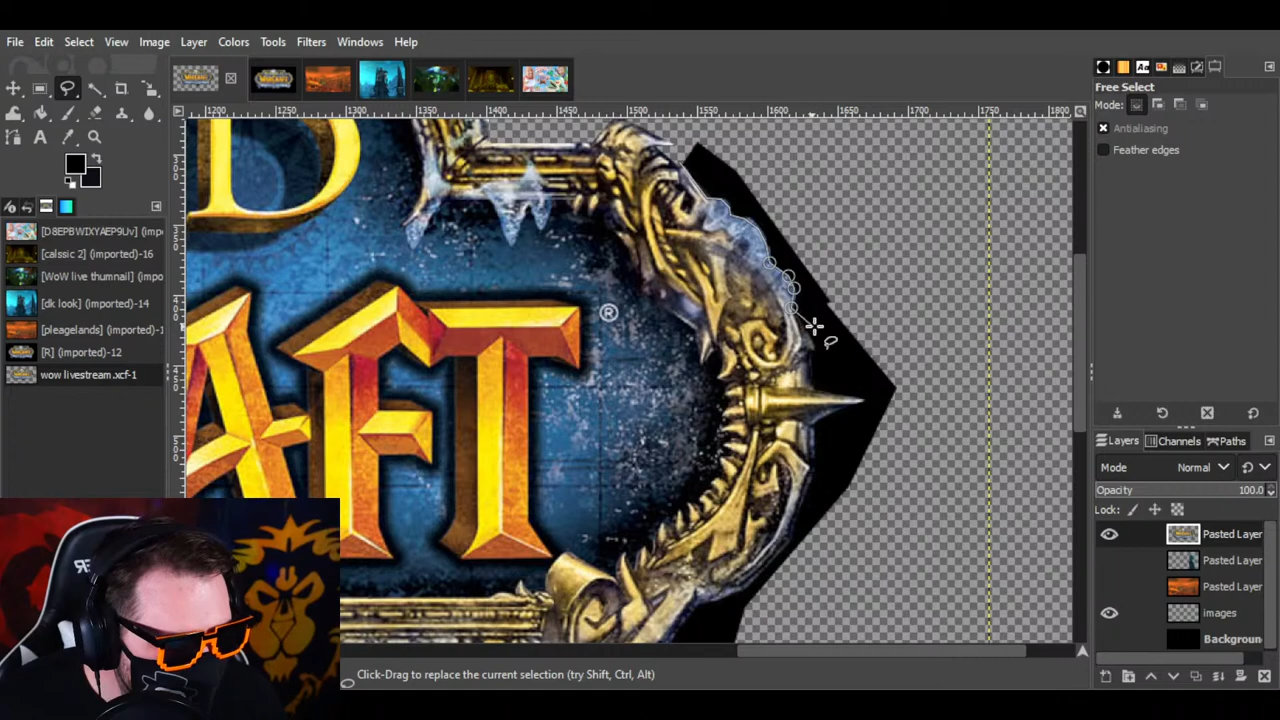 File Edit Select View Image Layer Colors Tools Filters Windows Help
1200 1250 1300 1350 1400 1450 1500 1550 1600 1650 1700 1750 1800
Free Select
Mode:
Antialiasing
Feather edges
[D8EPBWIXYAEP9Uv] (impo
[calssic 2] (imported)-16
[WoW live thumnail] (impo
[dk look] (imported)-14
[pleagelands] (imported)-1
[R] (imported)-12
wow livestream.xcf-1
B
AFT ®
Layers Channels Paths
Mode Normal
Opacity 100.0
Lock:
Pasted Layer
Pasted Layer
Pasted Layer
images
Backgroun
Click-Drag to replace the current selection (try Shift, Ctrl, Alt)